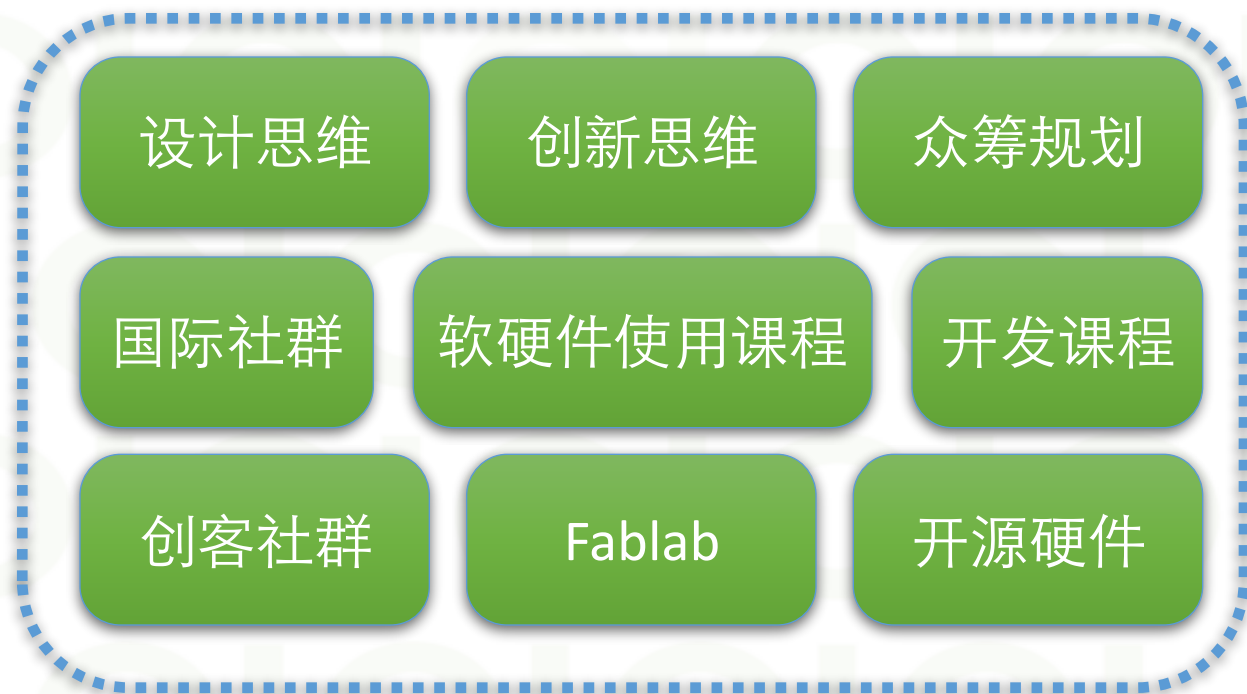 设计思维
创新思维
众筹规划
国际社群
软硬件使用课程
开发课程
创客社群
Fablab
开源硬件